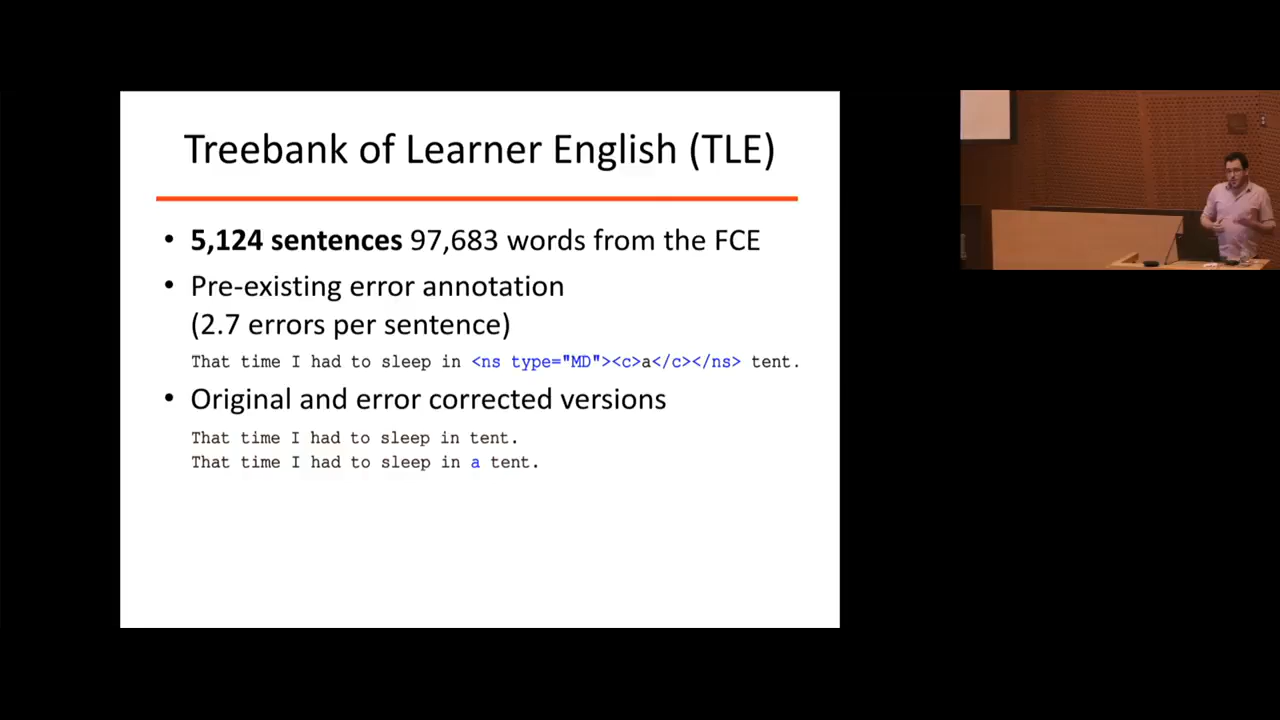 Treebank of Learner English (TLE)
• 5,124 sentences 97,683 words from the FCE
• Pre-existing error annotation
(2.7 errors per sentence)
That time I had to sleep in <ns type="MD"><c>a</c></ns> tent.
• Original and error corrected versions
That time I had to sleep in tent.
That time I had to sleep in a tent.